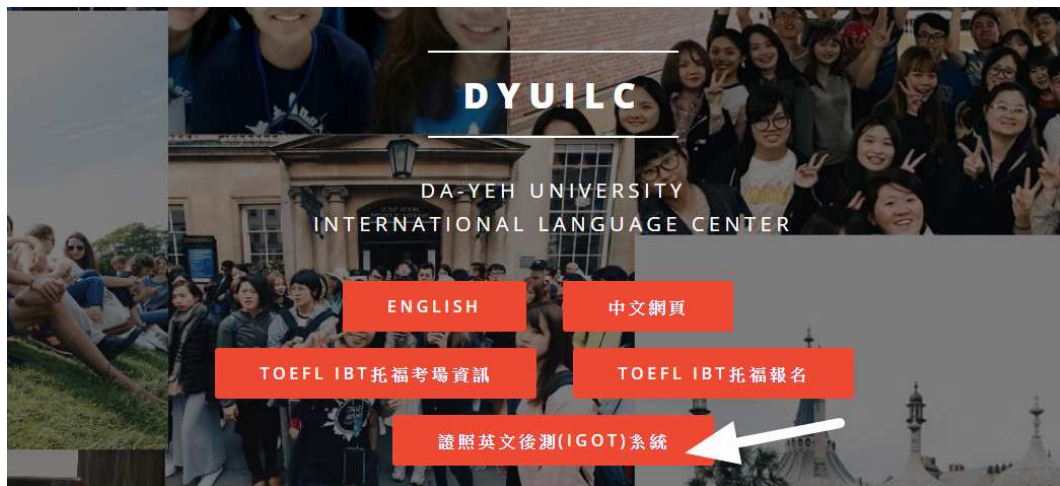 DYUILC
DA-YEH UNIVERSITY
INTERNATIONAL LANGUAGE CENTER
ENGLISH
中文網頁
TOEFL IBT托福考場資訊
TOEFL IBT托福報名
證照英文後測(IGOT)系統